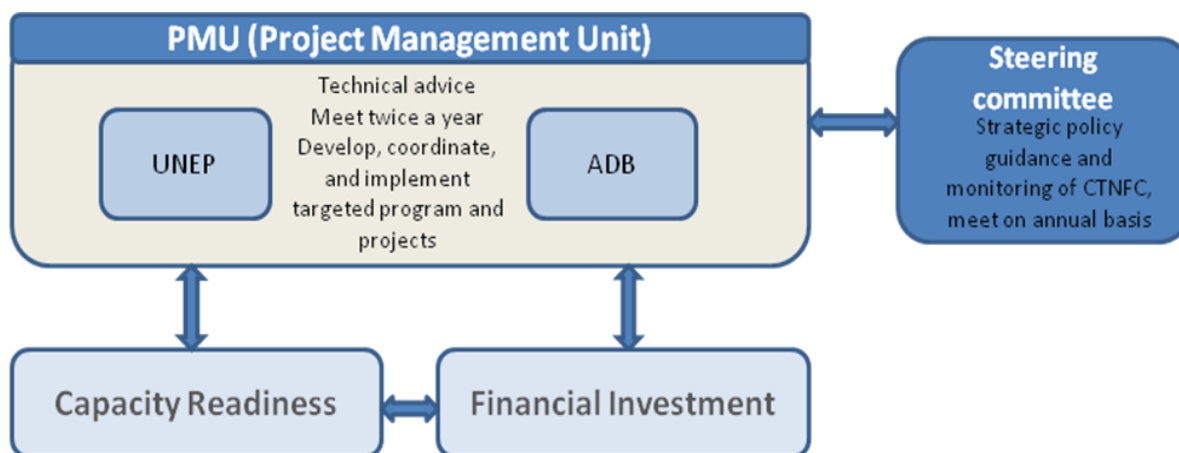 PMU (Project Management Unit)
Technical advice
Meet twice a year
Develop, coordinate,
and implement
targeted program and
projects
UNEP
ADB
Steering
committee
Strategic policy
guidance and
monitoring of CTNFC,
meet on annual basis
Capacity Readiness
Financial Investment